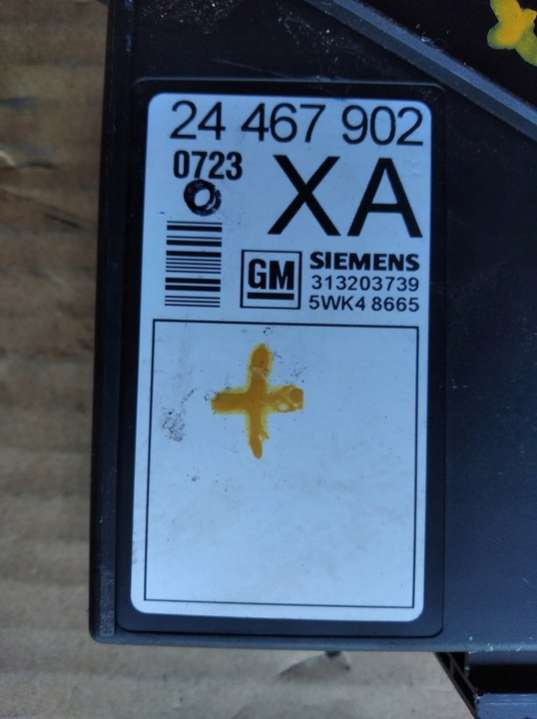 24 467 902
0723
XA
GM
SIEMENS
313203739
5WK4 8665